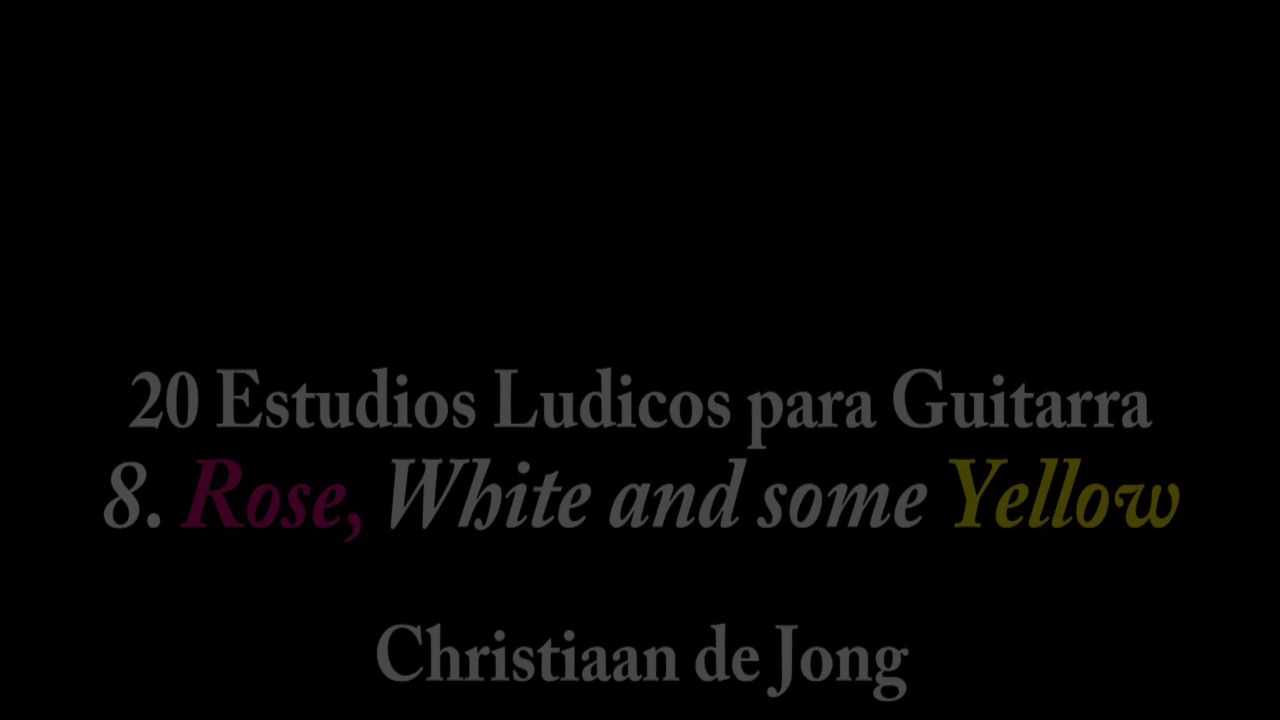 20 Estudios Ludicos para Guitarra
8. Rose, White and some Yellow
Christiaan de Jong